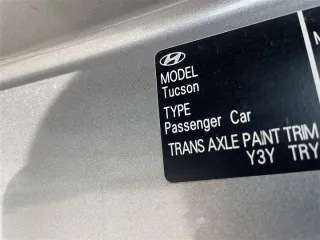 MODEL
Tucson
TYPE
Passenger Car
TRANS AXLE PAINT TRIM
Y3Y TRY